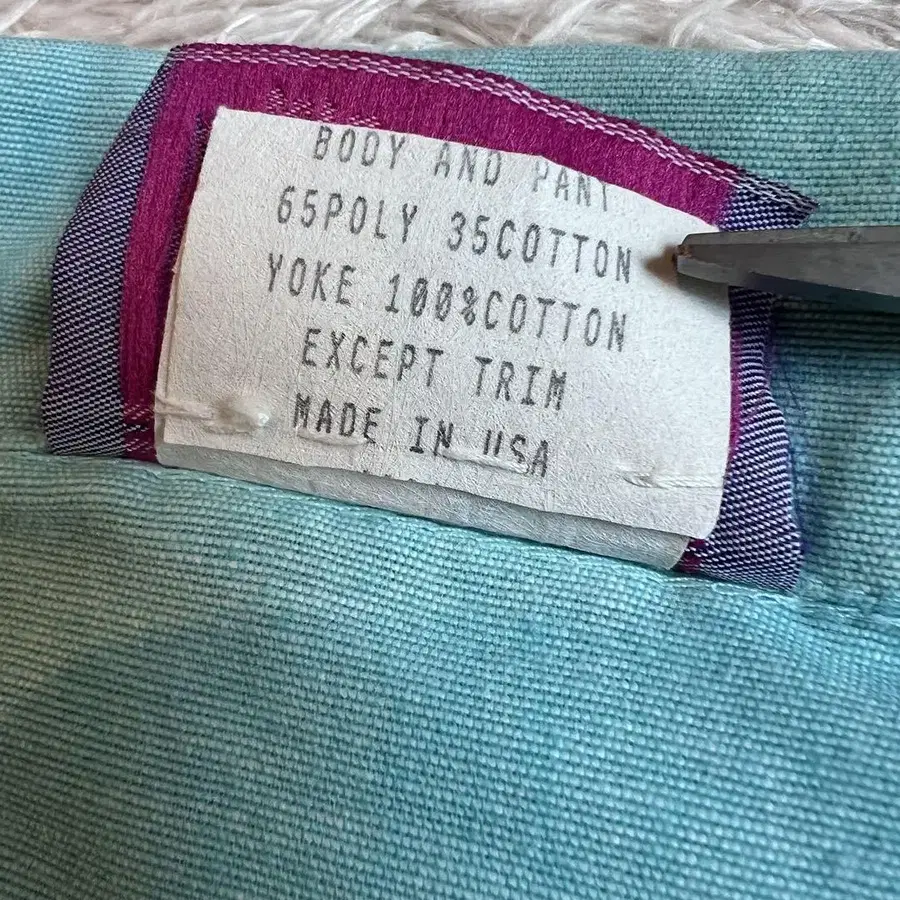 BODY AND PANT
65POLY 35COTTON
YOKE 100%COTTON
EXCEPT TRIM
MADE IN USA